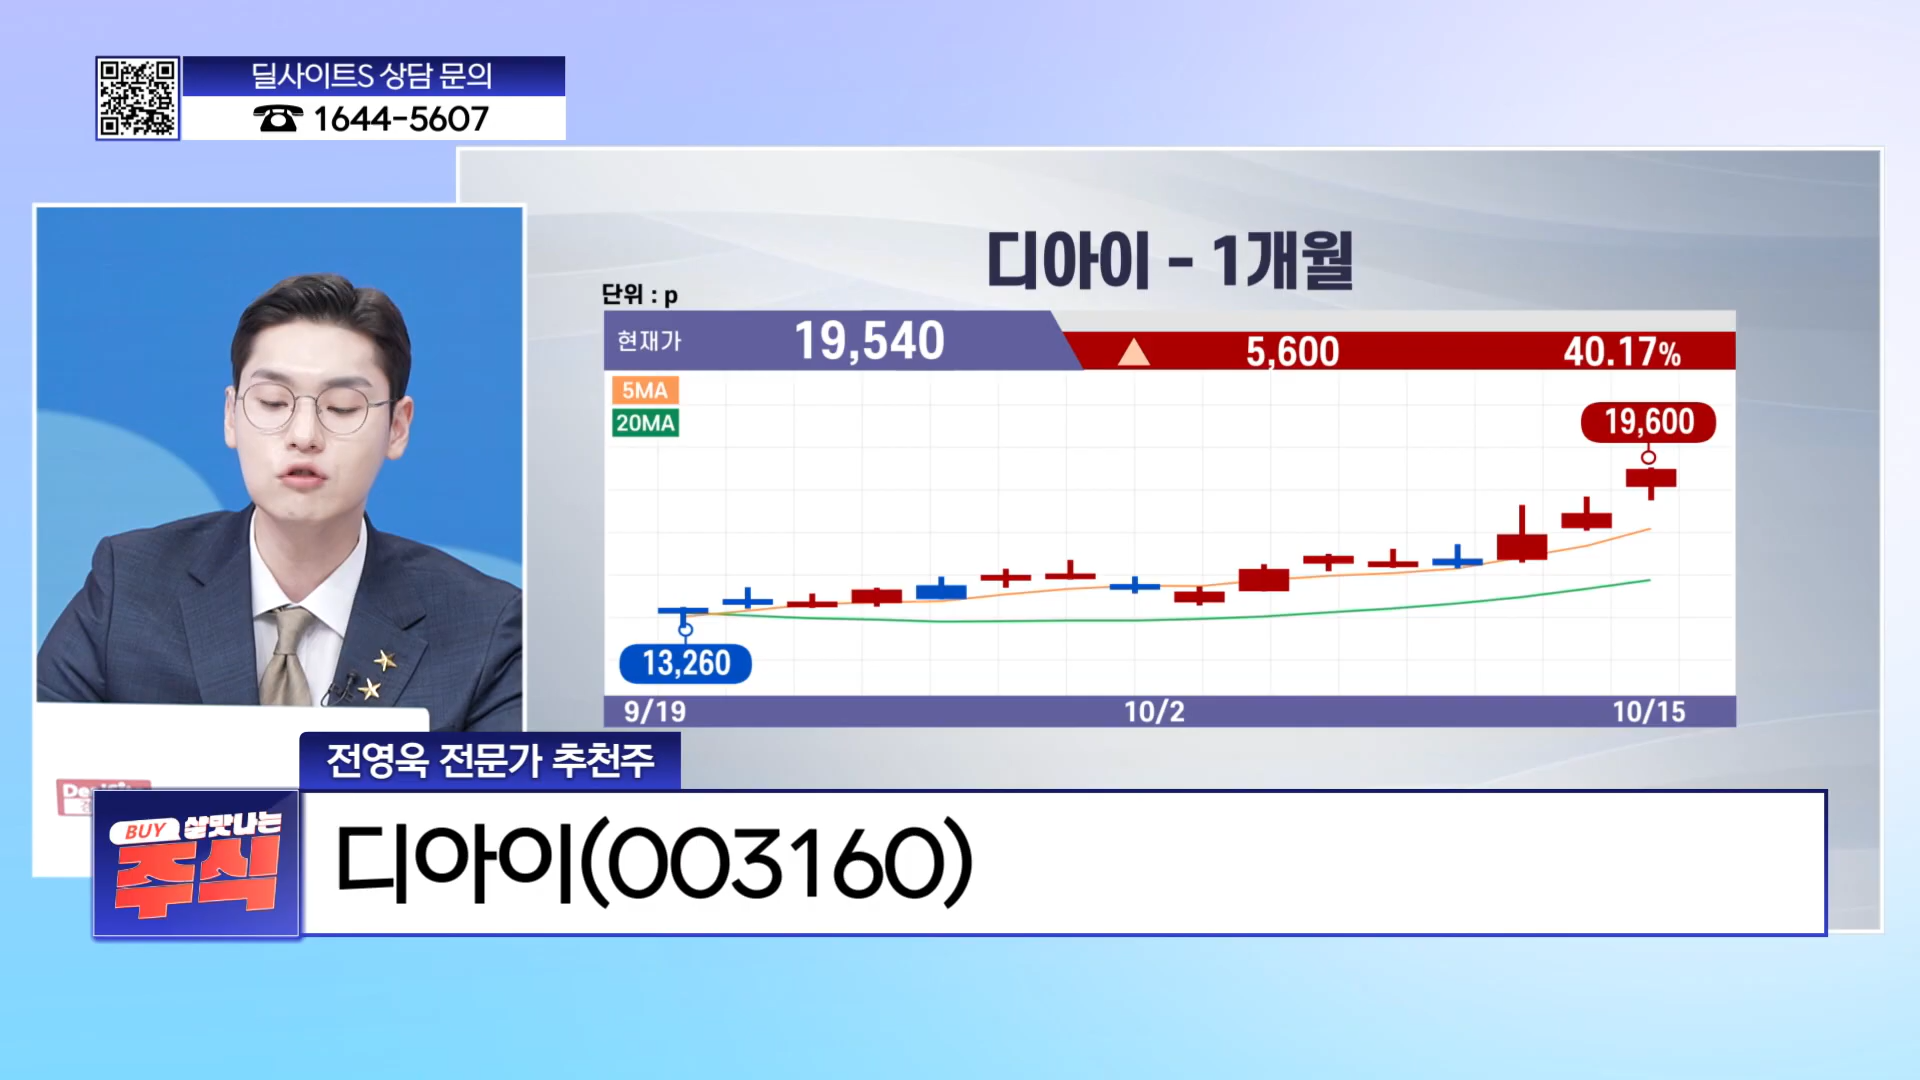 딜사이트S 상담 문의
☎ 1644-5607
디아이 - 1개월
단위 : p
현재가 19,540 ▲ 5,600 40.17%
5MA
20MA
19,600
13,260
9/19 10/2 10/15
전영욱 전문가 추천주
BUY 살맛나는
주식
디아이(003160)